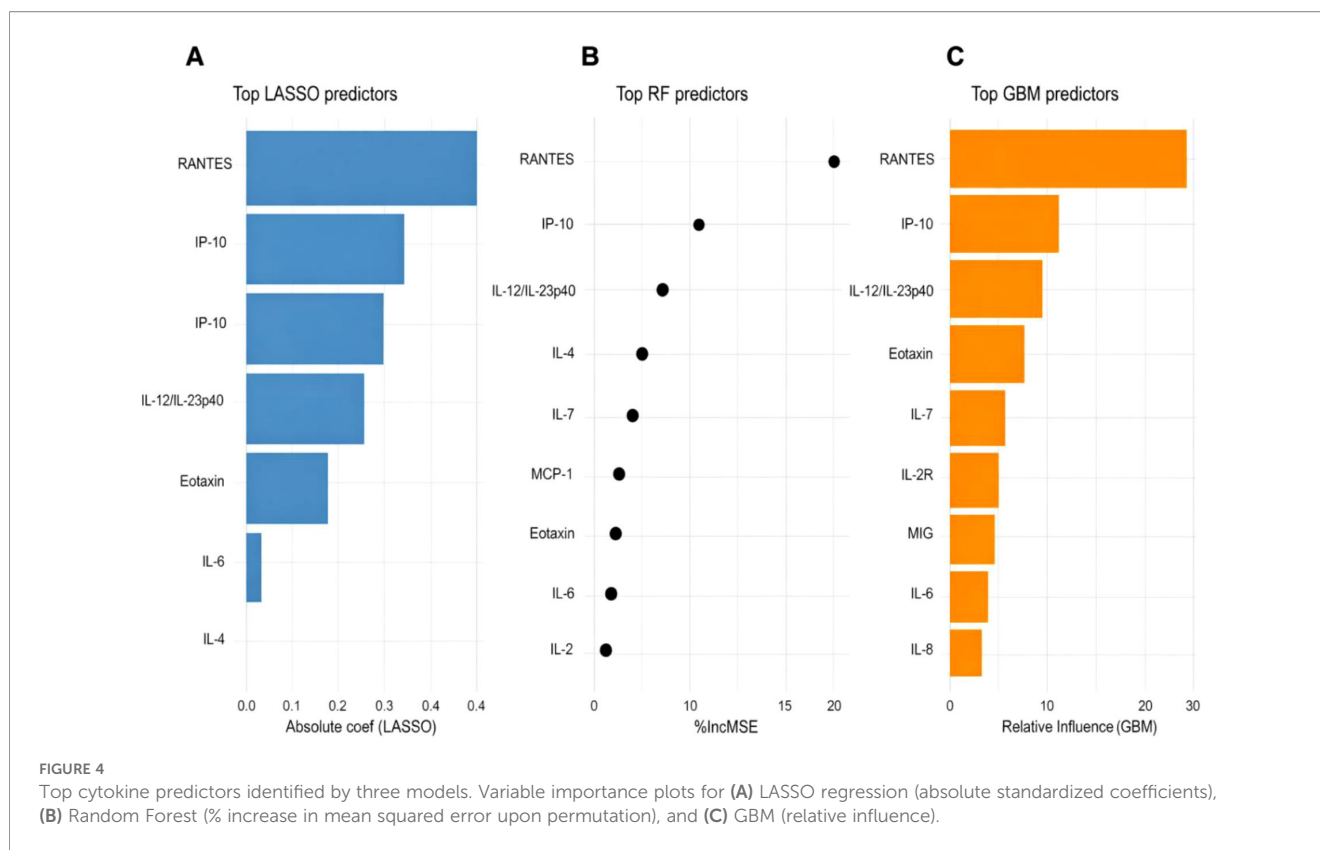 A
Top LASSO predictors
RANTES
IP-10
IP-10
IL-12/IL-23p40
Eotaxin
IL-6
IL-4
0.0 0.1 0.2 0.3 0.4 0.4
Absolute coef (LASSO)
B
Top RF predictors
RANTES
IP-10
IL-12/IL-23p40
IL-4
IL-7
MCP-1
Eotaxin
IL-6
IL-2
0 10 15 20
%IncMSE
C
Top GBM predictors
RANTES
IP-10
IL-12/IL-23p40
Eotaxin
IL-7
IL-2R
MIG
IL-6
IL-8
0 10 20 30
Relative Influence (GBM)
FIGURE 4
Top cytokine predictors identified by three models. Variable importance plots for (A) LASSO regression (absolute standardized coefficients),
(B) Random Forest (% increase in mean squared error upon permutation), and (C) GBM (relative influence).